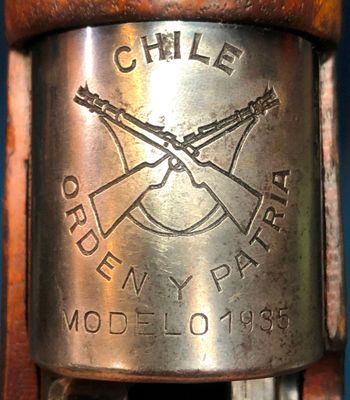 CHILE
ORDEN Y PATRIA
MODELO 1935